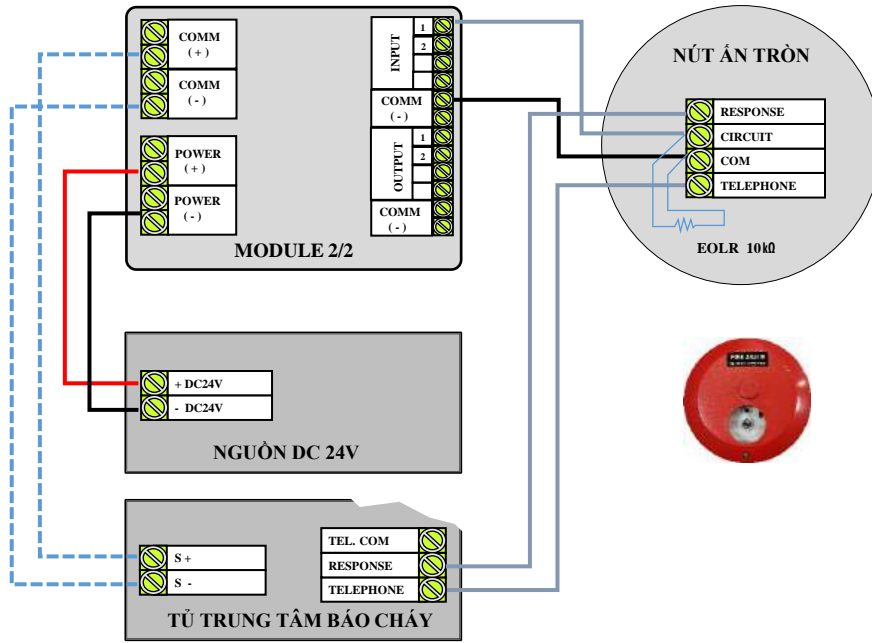 COMM
( + )
COMM
( - )
POWER
( + )
POWER
( - )
INPUT
1
2
COMM
( - )
OUTPUT
1
2
COMM
( - )
MODULE 2/2
NÚT ẤN TRÒN
RESPONSE
CIRCUIT
COM
TELEPHONE
EOLR 10kΩ
+ DC24V
- DC24V
NGUỒN DC 24V
S +
S -
TEL. COM
RESPONSE
TELEPHONE
TỦ TRUNG TÂM BÁO CHÁY